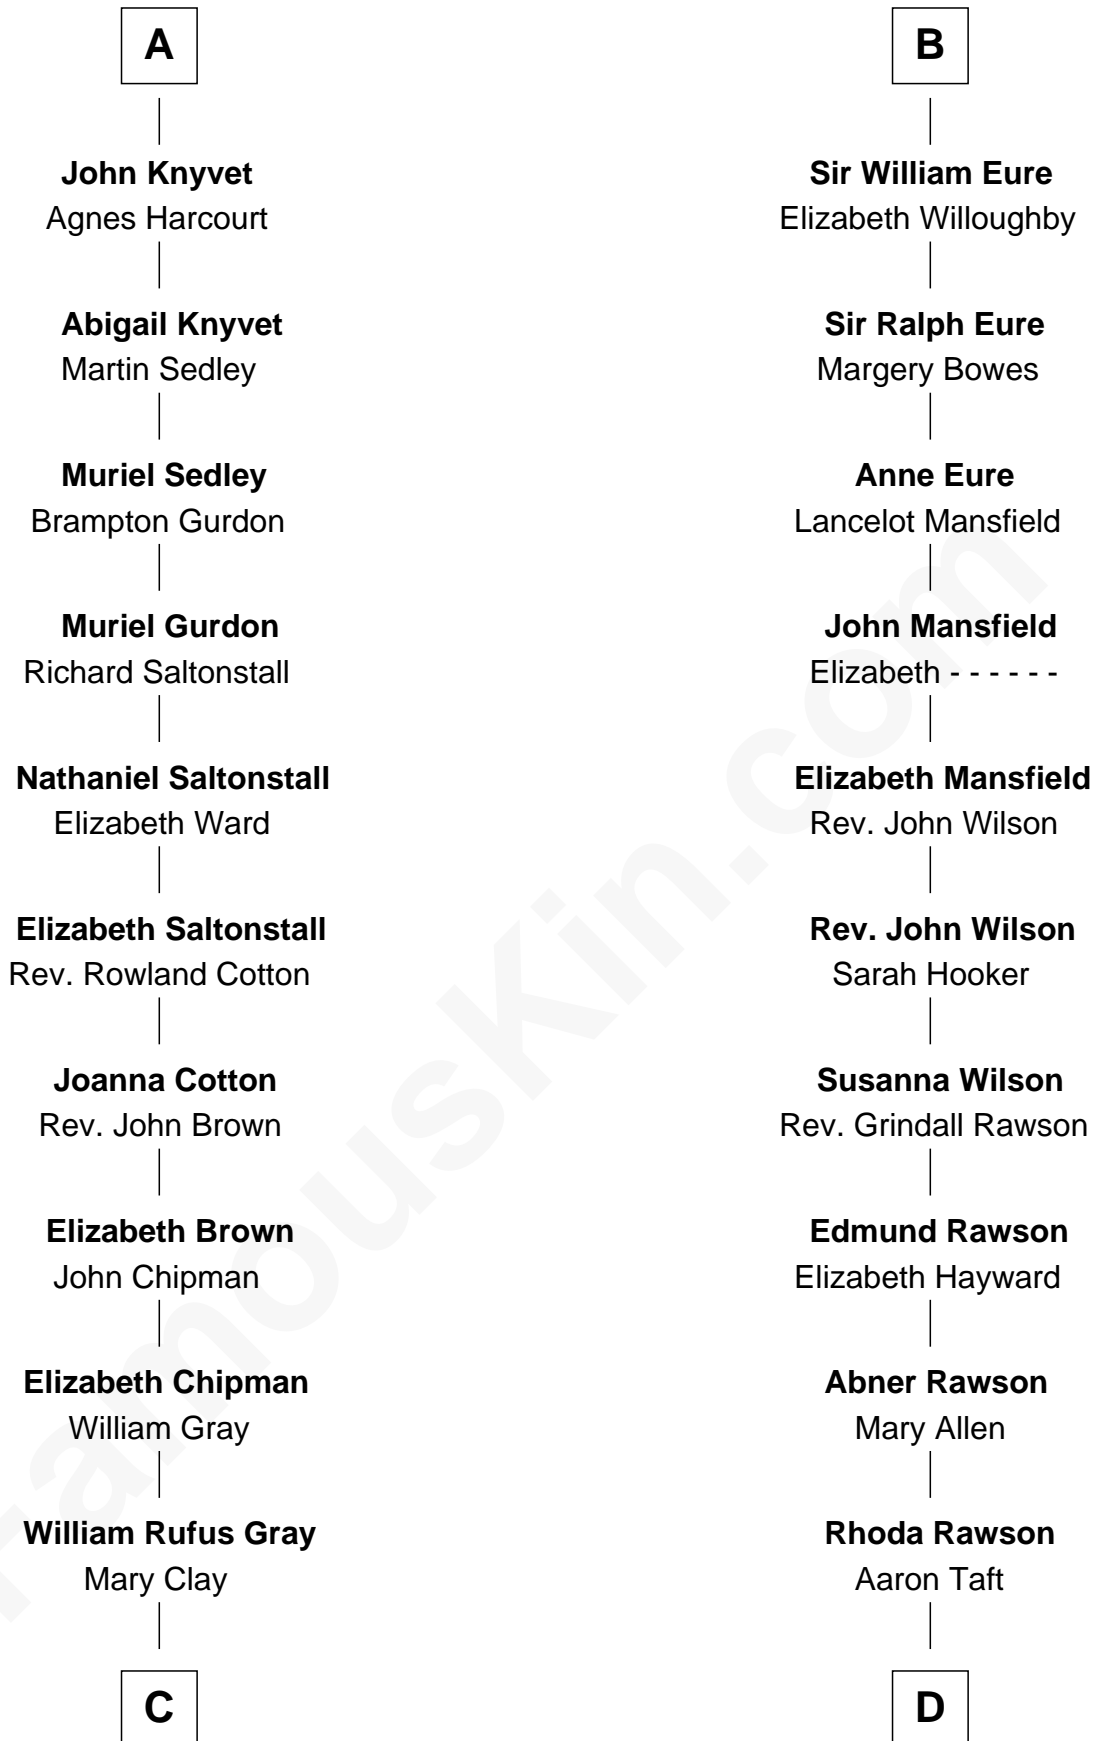 A
John Knyvet
Agnes Harcourt
Abigail Knyvet
Martin Sedley
Muriel Sedley
Brampton Gurdon
Muriel Gurdon
Richard Saltonstall
Nathaniel Saltonstall
Elizabeth Ward
Elizabeth Saltonstall
Rev. Rowland Cotton
Joanna Cotton
Rev. John Brown
Elizabeth Brown
John Chipman
Elizabeth Chipman
William Gray
William Rufus Gray
Mary Clay
C
B
Sir William Eure
Elizabeth Willoughby
Sir Ralph Eure
Margery Bowes
Anne Eure
Lancelot Mansfield
John Mansfield
Elizabeth - - - - - -
Elizabeth Mansfield
Rev. John Wilson
Rev. John Wilson
Sarah Hooker
Susanna Wilson
Rev. Grindall Rawson
Edmund Rawson
Elizabeth Hayward
Abner Rawson
Mary Allen
Rhoda Rawson
Aaron Taft
D
FamousKin.com